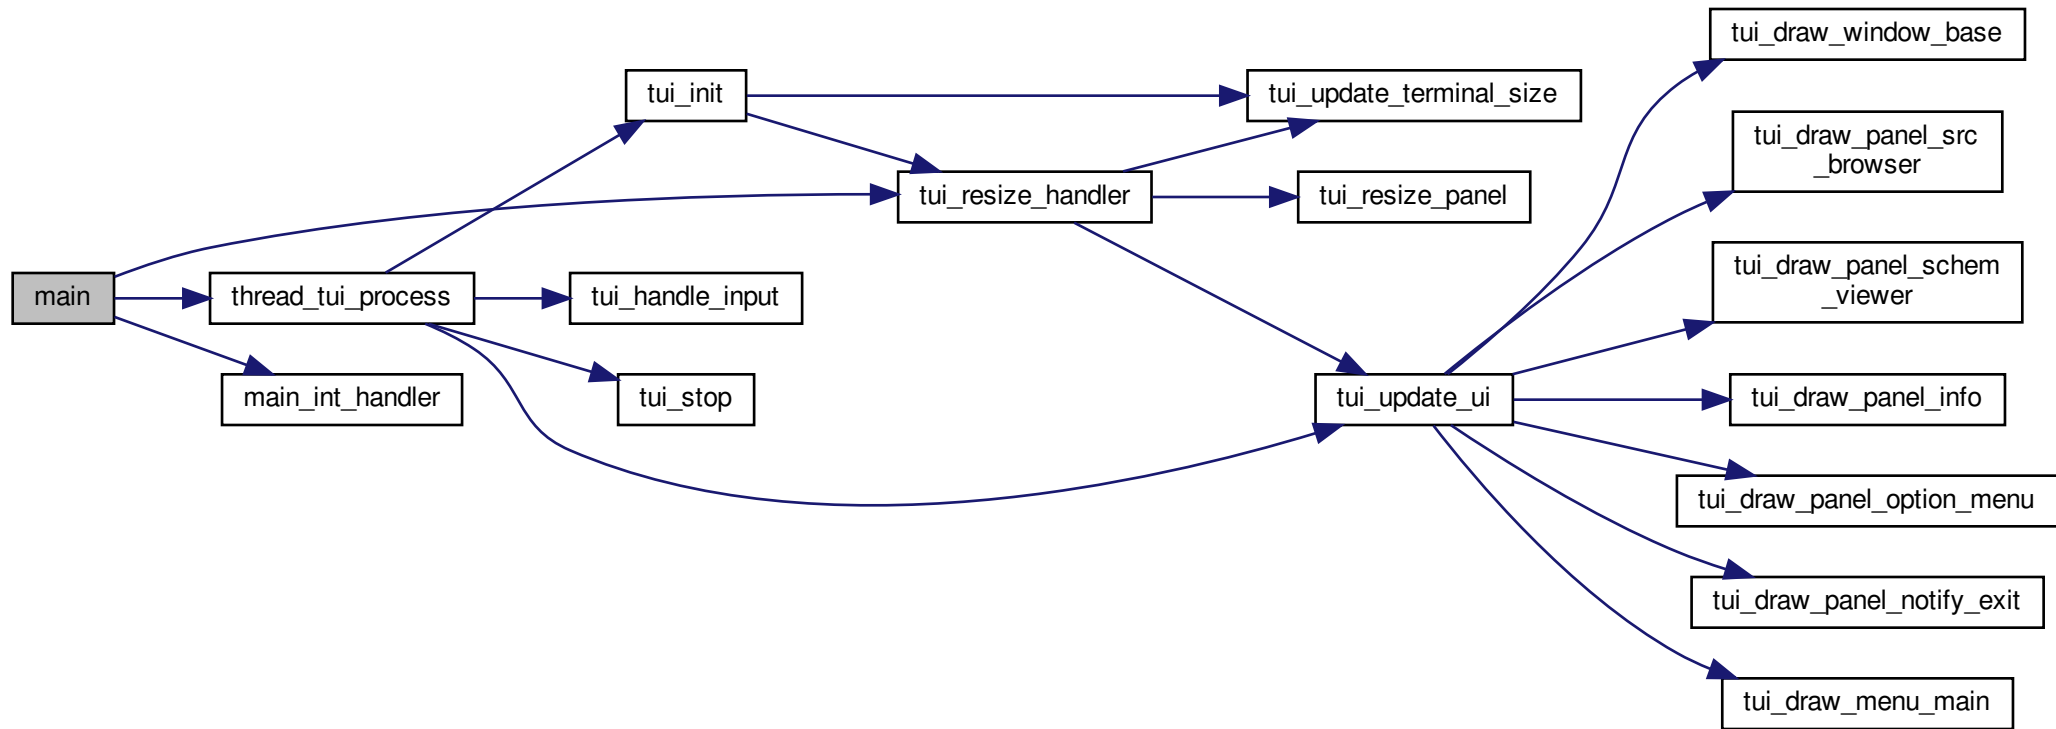 main
thread_tui_process
main_int_handler
tui_init
tui_handle_input
tui_stop
tui_resize_handler
tui_update_terminal_size
tui_resize_panel
tui_update_ui
tui_draw_window_base
tui_draw_panel_src
_browser
tui_draw_panel_schem
_viewer
tui_draw_panel_info
tui_draw_panel_option_menu
tui_draw_panel_notify_exit
tui_draw_menu_main